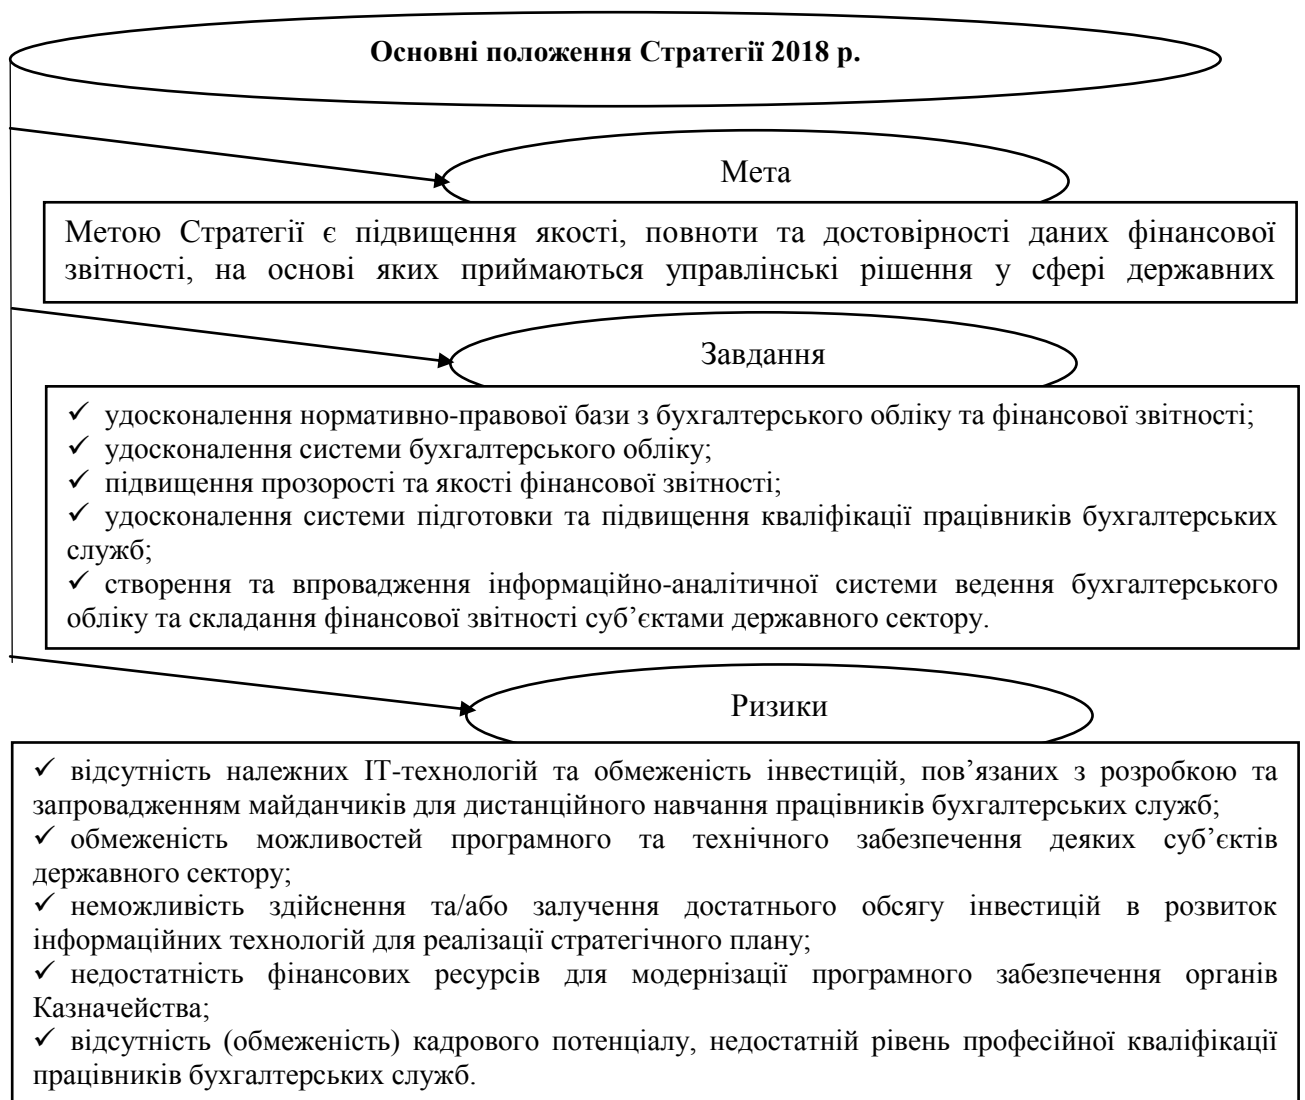 Основні положення Стратегії 2018 р.
Мета
Метою Стратегії є підвищення якості, повноти та достовірності даних фінансової
звітності, на основі яких приймаються управлінські рішення у сфері державних
Завдання
✓ удосконалення нормативно-правової бази з бухгалтерського обліку та фінансової звітності;
✓ удосконалення системи бухгалтерського обліку;
✓ підвищення прозорості та якості фінансової звітності;
✓ удосконалення системи підготовки та підвищення кваліфікації працівників бухгалтерських
служб;
✓ створення та впровадження інформаційно-аналітичної системи ведення бухгалтерського
обліку та складання фінансової звітності суб’єктами державного сектору.
Ризики
✓ відсутність належних ІТ-технологій та обмеженість інвестицій, пов’язаних з розробкою та
запровадженням майданчиків для дистанційного навчання працівників бухгалтерських служб;
✓ обмеженість можливостей програмного та технічного забезпечення деяких суб’єктів
державного сектору;
✓ неможливість здійснення та/або залучення достатнього обсягу інвестицій в розвиток
інформаційних технологій для реалізації стратегічного плану;
✓ недостатність фінансових ресурсів для модернізації програмного забезпечення органів
Казначейства;
✓ відсутність (обмеженість) кадрового потенціалу, недостатній рівень професійної кваліфікації
працівників бухгалтерських служб.